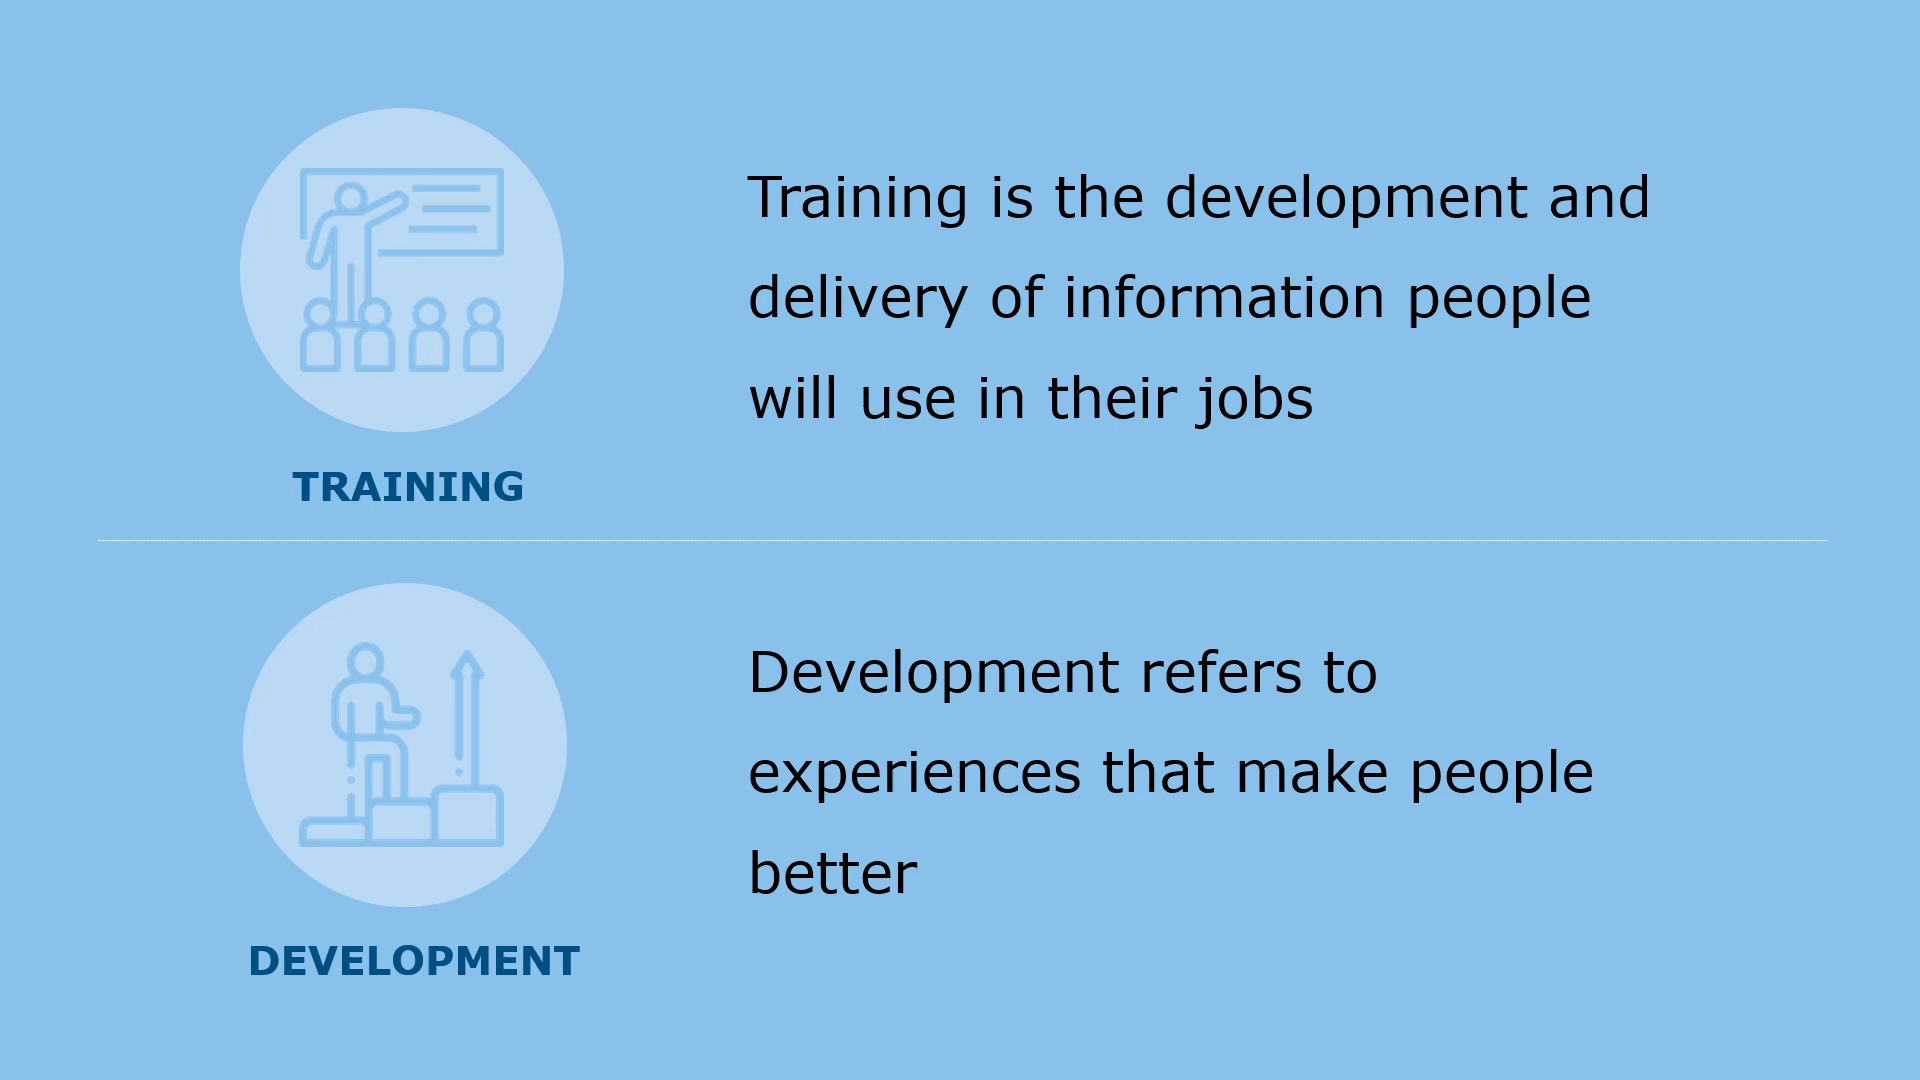 Training is the development and
delivery of information people
will use in their jobs
TRAINING
Development refers to
experiences that make people
better
DEVELOPMENT